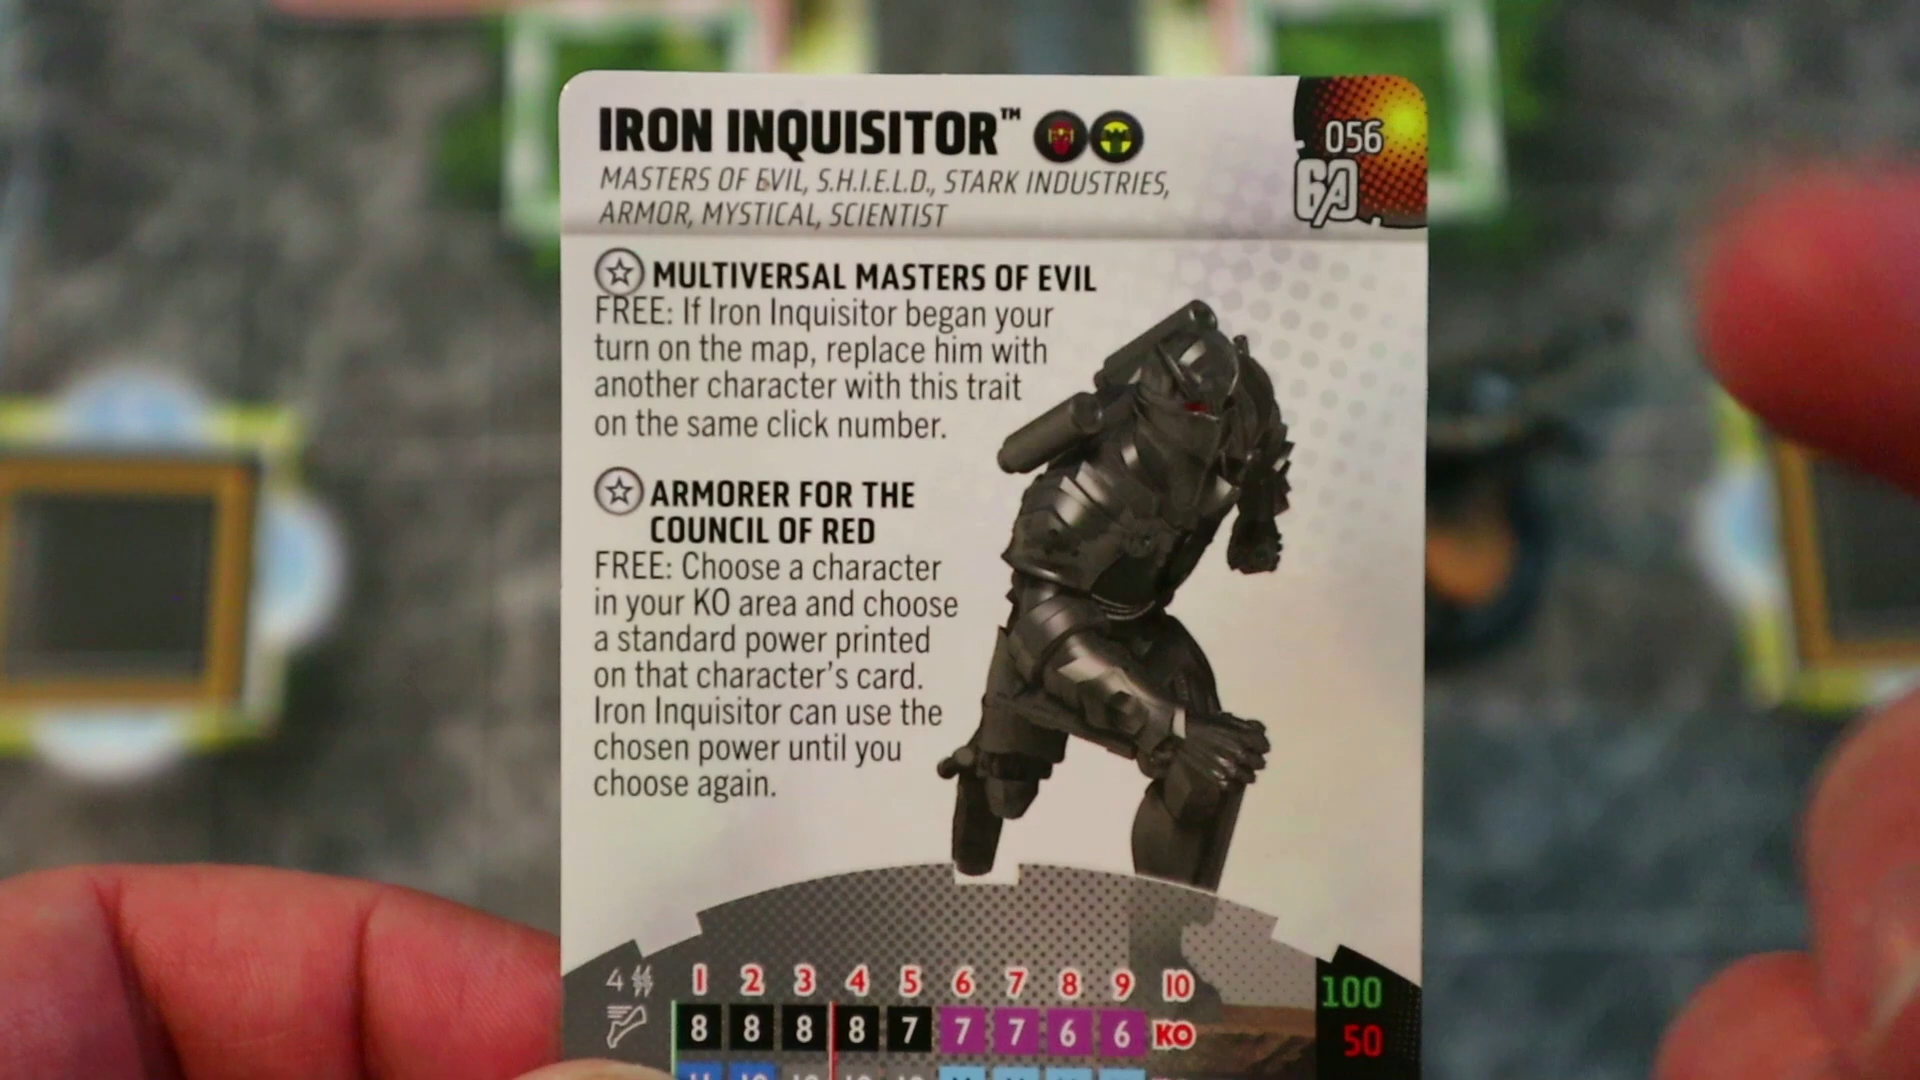 IRON INQUISITOR™
056
MASTERS OF EVIL, S.H.I.E.L.D., STARK INDUSTRIES,
ARMOR, MYSTICAL, SCIENTIST
MULTIVERSAL MASTERS OF EVIL
FREE: If Iron Inquisitor began your
turn on the map, replace him with
another character with this trait
on the same click number.
ARMORER FOR THE
COUNCIL OF RED
FREE: Choose a character
in your KO area and choose
a standard power printed
on that character's card.
Iron Inquisitor can use the
chosen power until you
choose again.
4 1 2 3 4 5 6 7 8 9 10
100
8 8 8 8 7 7 7 6 6 KO
50